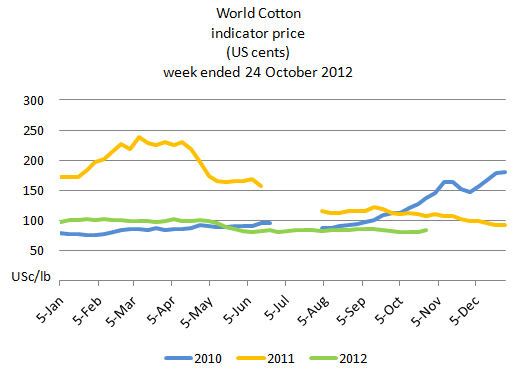 World Cotton
indicator price
(US cents)
week ended 24 October 2012
300
250
200
150
100
50
USc/lb
5-Jan 5-Feb 5-Mar 5-Apr 5-May 5-Jun 5-Jul 5-Aug 5-Sep 5-Oct 5-Nov 5-Dec
2010 2011 2012